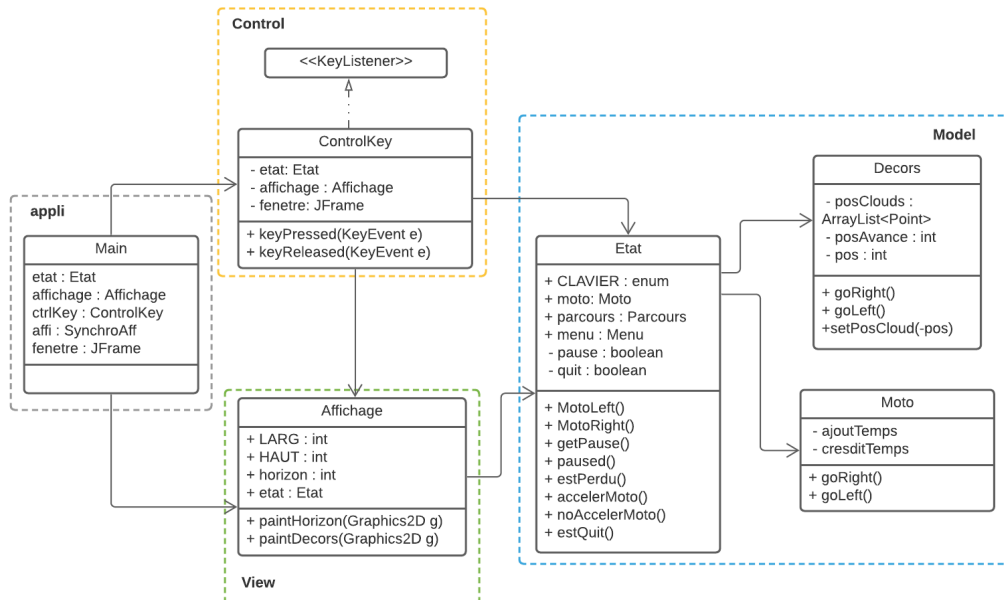 Control
<<KeyListener>>
ControlKey
- etat: Etat
- affichage : Affichage
- fenetre: JFrame
+ keyPressed(KeyEvent e)
+ keyReleased(KeyEvent e)
appli
Main
etat : Etat
affichage : Affichage
ctrlKey : ControlKey
affi : SynchroAff
fenetre : JFrame
Affichage
+ LARG : int
+ HAUT : int
+ horizon : int
+ etat : Etat
+ paintHorizon(Graphics2D g)
+ paintDecors(Graphics2D g)
View
Model
Etat
+ CLAVIER : enum
+ moto: Moto
+ parcours : Parcours
+ menu : Menu
- pause : boolean
- quit : boolean
+ MotoLeft()
+ MotoRight()
+ getPause()
+ paused()
+ estPerdu()
+ accelerMoto()
+ noAccelerMoto()
+ estQuit()
Decors
- posClouds :
ArrayList<Point>
- posAvance : int
- pos : int
+ goRight()
+ goLeft()
+setPosCloud(-pos)
Moto
- ajoutTemps
- cresditTemps
+ goRight()
+ goLeft()